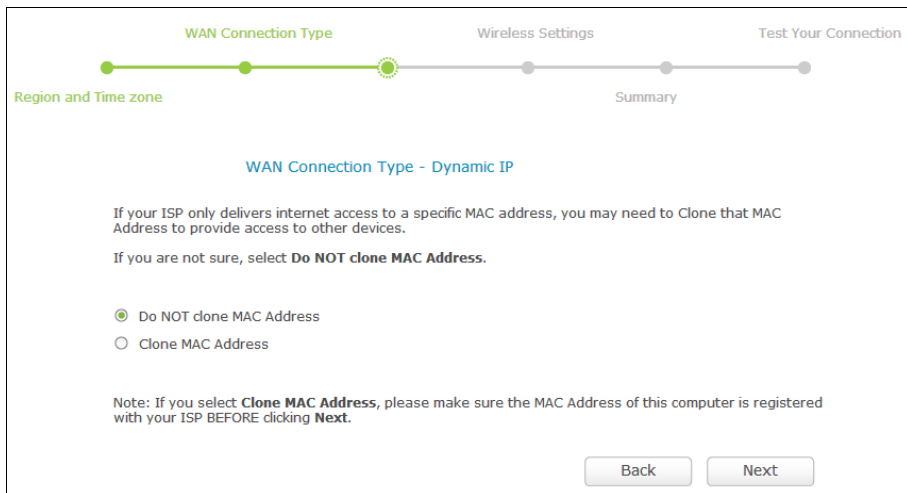 WAN Connection Type
Wireless Settings
Test Your Connection
Region and Time zone
Summary
WAN Connection Type - Dynamic IP
If your ISP only delivers internet access to a specific MAC address, you may need to Clone that MAC
Address to provide access to other devices.
If you are not sure, select Do NOT clone MAC Address.
Do NOT clone MAC Address
Clone MAC Address
Note: If you select Clone MAC Address, please make sure the MAC Address of this computer is registered
with your ISP BEFORE clicking Next.
Back
Next